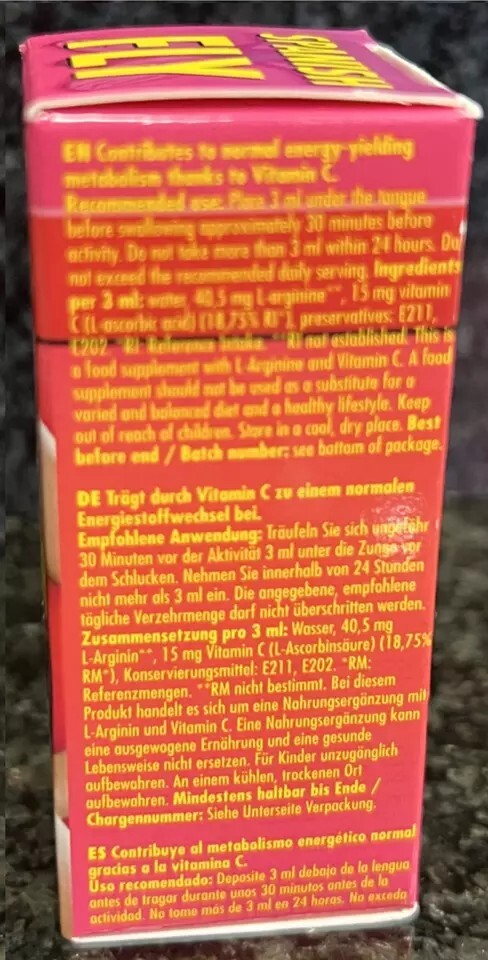 SPANISH
FLY
EN Contributes to normal energy-yielding
metabolism thanks to Vitamin C.
Recommended use: Place 3 ml under the tongue
before swallowing approximately 30 minutes before
activity. Do not take more than 3 ml within 24 hours. Do
not exceed the recommended daily serving. Ingredients
per 3 ml: water, 40,5 mg L-arginine**, 15 mg vitamin
C (L-ascorbic acid) (18,75% RI*), preservatives: E211,
E202. *RI: Reference Intake. **RI not established. This is
a food supplement with L-Arginine and Vitamin C. A food
supplement should not be used as a substitute for a
varied and balanced diet and a healthy lifestyle. Keep
out of reach of children. Store in a cool, dry place. Best
before end / Batch number: see bottom of package.
DE Trägt durch Vitamin C zu einem normalen
Energiestoffwechsel bei.
Empfohlene Anwendung: Träufeln Sie sich ungefähr
30 Minuten vor der Aktivität 3 ml unter die Zunge vor
dem Schlucken. Nehmen Sie innerhalb von 24 Stunden
nicht mehr als 3 ml ein. Die angegebene, empfohlene
tägliche Verzehrmenge darf nicht überschritten werden.
Zusammensetzung pro 3 ml: Wasser, 40,5 mg
L-Arginin**, 15 mg Vitamin C (L-Ascorbinsäure) (18,75%
RM*), Konservierungsmittel: E211, E202. *RM:
Referenzmengen. **RM nicht bestimmt. Bei diesem
Produkt handelt es sich um eine Nahrungsergänzung mit
L-Arginin und Vitamin C. Eine Nahrungsergänzung kann
eine ausgewogene Ernährung und eine gesunde
Lebensweise nicht ersetzen. Für Kinder unzugänglich
aufbewahren. An einem kühlen, trockenen Ort
aufbewahren. Mindestens haltbar bis Ende /
Chargennummer: Siehe Unterseite Verpackung.
ES Contribuye al metabolismo energético normal
gracias a la vitamina C.
Uso recomendado: Deposite 3 ml debajo de la lengua
antes de tragar durante unos 30 minutos antes de la
actividad. No tome más de 3 ml en 24 horas. No exceda